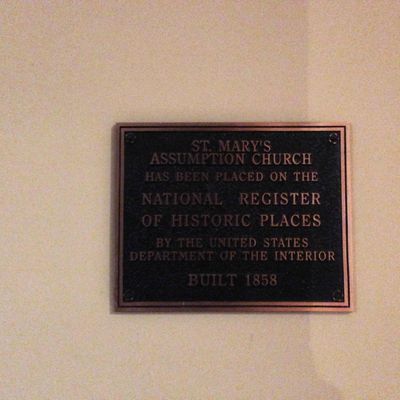 ST. MARY'S
ASSUMPTION CHURCH
HAS BEEN PLACED ON THE
NATIONAL REGISTER
OF HISTORIC PLACES
BY THE UNITED STATES
DEPARTMENT OF THE INTERIOR
BUILT 1858